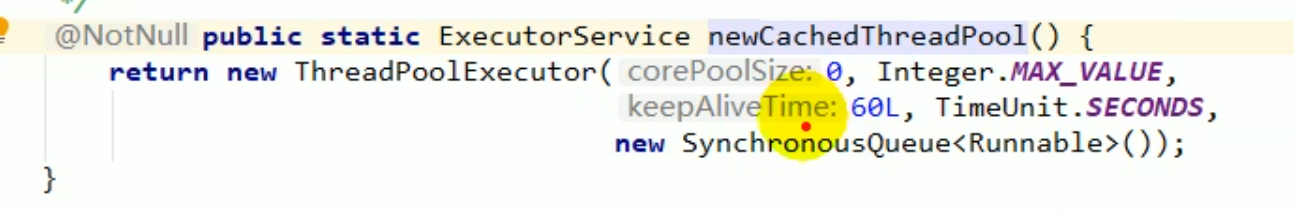 */
@NotNull public static ExecutorService newCachedThreadPool() {
return new ThreadPoolExecutor( corePoolSize: 0, Integer.MAX_VALUE,
keepAliveTime: 60L, TimeUnit.SECONDS,
new SynchronousQueue<Runnable>());
}